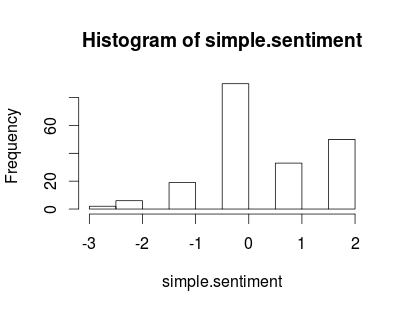 Histogram of simple.sentiment
Frequency
60
20
0
-3 -2 -1 0 1 2
simple.sentiment